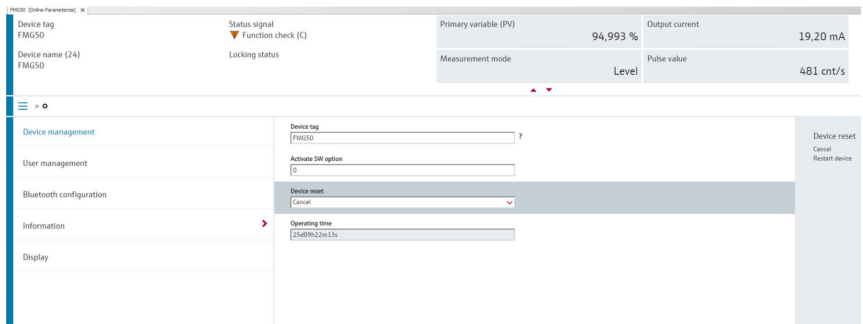 FMG50 (Online Parameterize) X
Device tag
FMG50
Status signal
Function check (C)
Primary variable (PV)
94,993 %
Output current
19,20 mA
Device name (24)
FMG50
Locking status
Measurement mode
Level
Pulse value
481 cnt/s
>
Device management
User management
Bluetooth configuration
Information
Display
Device tag
FMG50
?
Activate SW option
0
Device reset
Cancel
Operating time
25d09h22m13s
Device reset
Cancel
Restart device